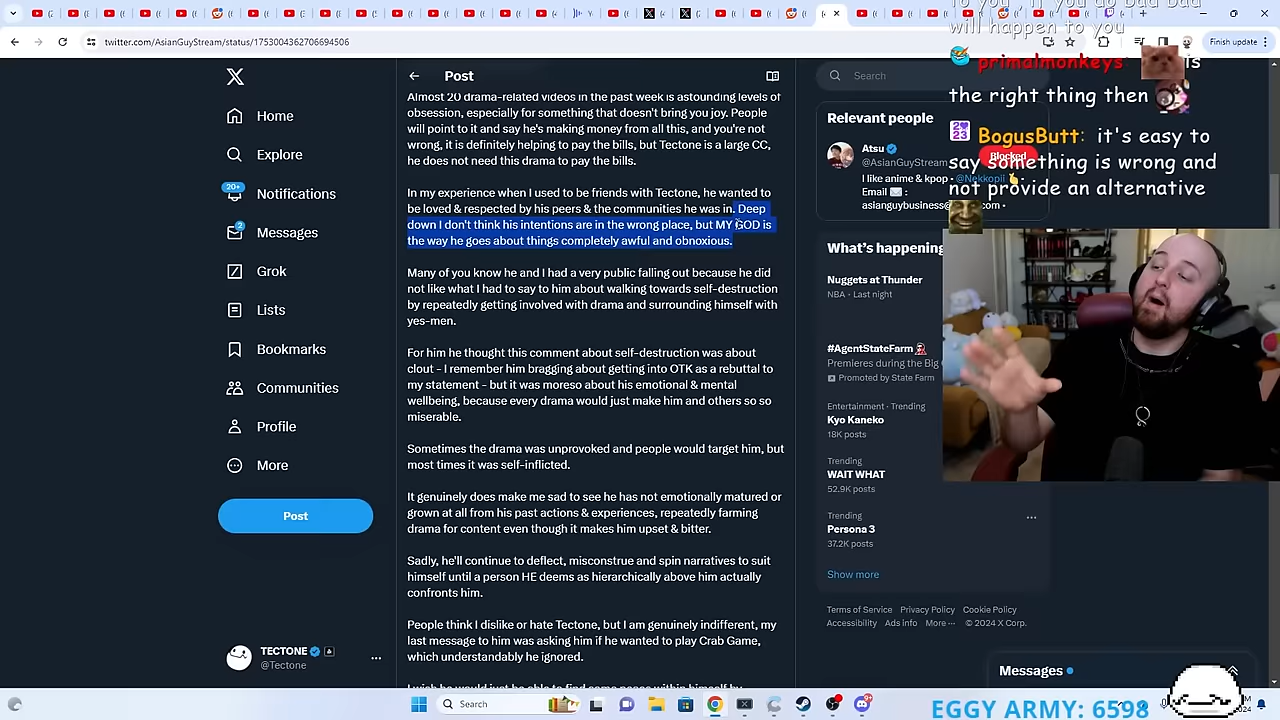 twitter.com/AsianGuyStream/status/1753004362706694506
Finish update
will happen to you
primalmonkeys is
the right thing then
BogusButt: it's easy to
say something is wrong and
not provide an alternative
Home
Explore
20+
Notifications
2
Messages
Grok
Lists
Bookmarks
Communities
Profile
More
Post
TECTONE
@Tectone
Post
Almost 20 drama-related videos in the past week is astounding levels of
obsession, especially for something that doesn't bring you joy. People
will point to it and say he's making money from all this, and you're not
wrong, it is definitely helping to pay the bills, but Tectone is a large CC,
he does not need this drama to pay the bills.
In my experience when I used to be friends with Tectone, he wanted to
be loved & respected by his peers & the communities he was in. Deep
down I don't think his intentions are in the wrong place, but MY GOD is
the way he goes about things completely awful and obnoxious.
Many of you know he and I had a very public falling out because he did
not like what I had to say to him about walking towards self-destruction
by repeatedly getting involved with drama and surrounding himself with
yes-men.
For him he thought this comment about self-destruction was about
clout - I remember him bragging about getting into OTK as a rebuttal to
my statement - but it was moreso about his emotional & mental
wellbeing, because every drama would just make him and others so so
miserable.
Sometimes the drama was unprovoked and people would target him, but
most times it was self-inflicted.
It genuinely does make me sad to see he has not emotionally matured or
grown at all from his past actions & experiences, repeatedly farming
drama for content even though it makes him upset & bitter.
Sadly, he'll continue to deflect, misconstrue and spin narratives to suit
himself until a person HE deems as hierarchically above him actually
confronts him.
People think I dislike or hate Tectone, but I am genuinely indifferent, my
last message to him was asking him if he wanted to play Crab Game,
which understandably he ignored.
Search
Relevant people
Atsu
@AsianGuyStream
Blocked
I like anime & kpop • @Nekkopii
Email :
asianguybusiness
What's happening
Nuggets at Thunder
NBA · Last night
#AgentStateFarm
Premieres during the Big
Promoted by State Farm
Entertainment · Trending
Kyo Kaneko
18K posts
Trending
WAIT WHAT
52.9K posts
Trending
Persona 3
37.2K posts
Show more
Terms of Service Privacy Policy Cookie Policy
Accessibility Ads info More ··· © 2024 X Corp.
Messages
Search
EGGY ARMY: 6598